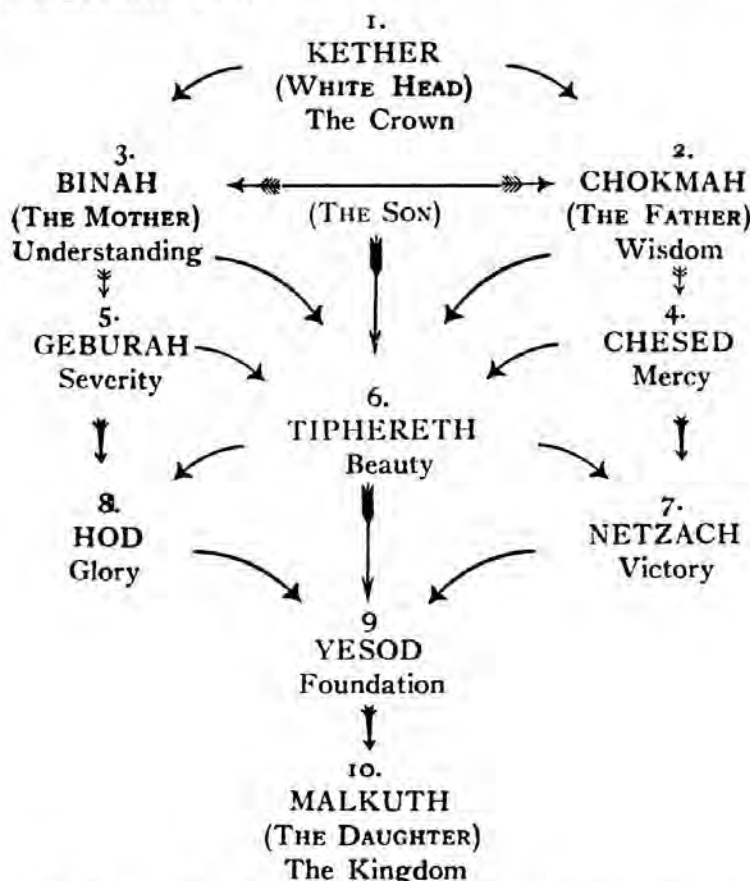 1.
KETHER
(WHITE HEAD)
The Crown
3.
BINAH
(THE MOTHER)
Understanding
2.
CHOKMAH
(THE FATHER)
Wisdom
(THE SON)
5.
GEBURAH
Severity
4.
CHESED
Mercy
6.
TIPHERETH
Beauty
8.
HOD
Glory
7.
NETZACH
Victory
9
YESOD
Foundation
10.
MALKUTH
(THE DAUGHTER)
The Kingdom